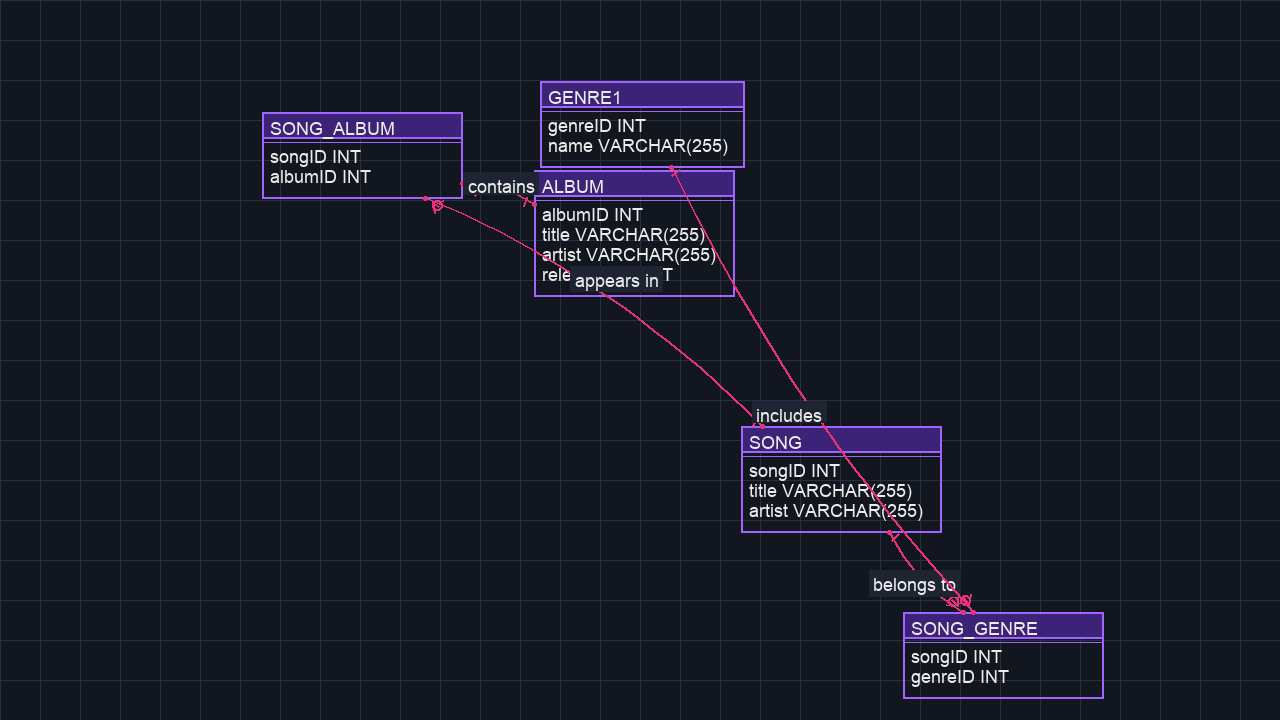 GENRE1
genreID INT
name VARCHAR(255)
SONG_ALBUM
songID INT
albumID INT
contains
ALBUM
albumID INT
title VARCHAR(255)
artist VARCHAR(255)
appears in
includes
SONG
songID INT
title VARCHAR(255)
artist VARCHAR(255)
belongs to
SONG_GENRE
songID INT
genreID INT